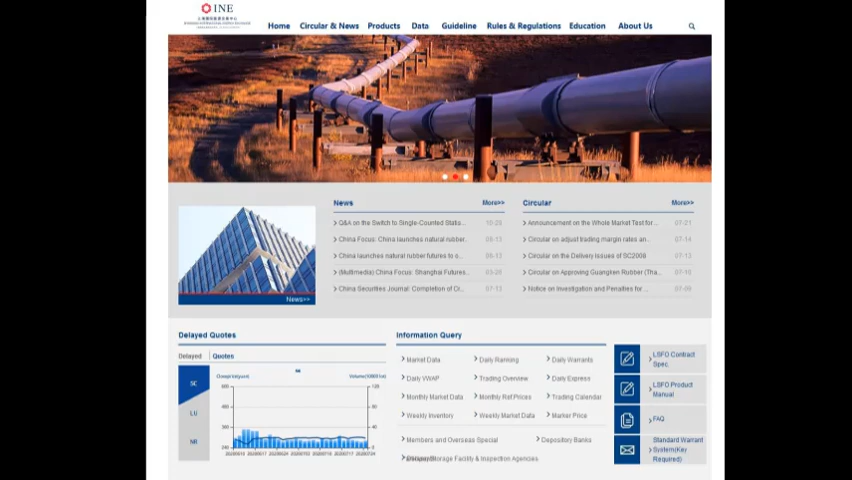 INE
Home Circular & News Products Data Guideline Rules & Regulations Education About Us
News More>>
Q&A on the Switch to Single-Counted Statis... 10-28
China Focus: China launches natural rubber.. 08-13
China launches natural rubber futures to o... 08-13
(Multimedia) China Focus: Shanghai Futures..
China Securities Journal: Completion of Cr... 07-13
Circular More>>
Announcement on the Whole Market Test for... 07-21
Circular on adjust trading margin rates an.. 07-14
Circular on the Delivery Issues of SC2008 07-13
Circular on Approving Guangken Rubber (Tha... 07-10
Notice on Investigation and Penalties for ... 07-09
News>>
Delayed Quotes
Delayed Quotes
SC
LU
NR
Information Query
Market Data Daily Ranking Daily Warrants
Daily VWAP Trading Overview Daily Express
Monthly Market Data Monthly Ref.Prices Trading Calendar
Weekly Inventory Weekly Market Data Marker Price
Members and Overseas Special Depository Banks
Storage Facility & Inspection Agencies
LSFO Contract
Spec.
LSFO Product
Manual
FAQ
Standard Warrant
System(Key
Required)